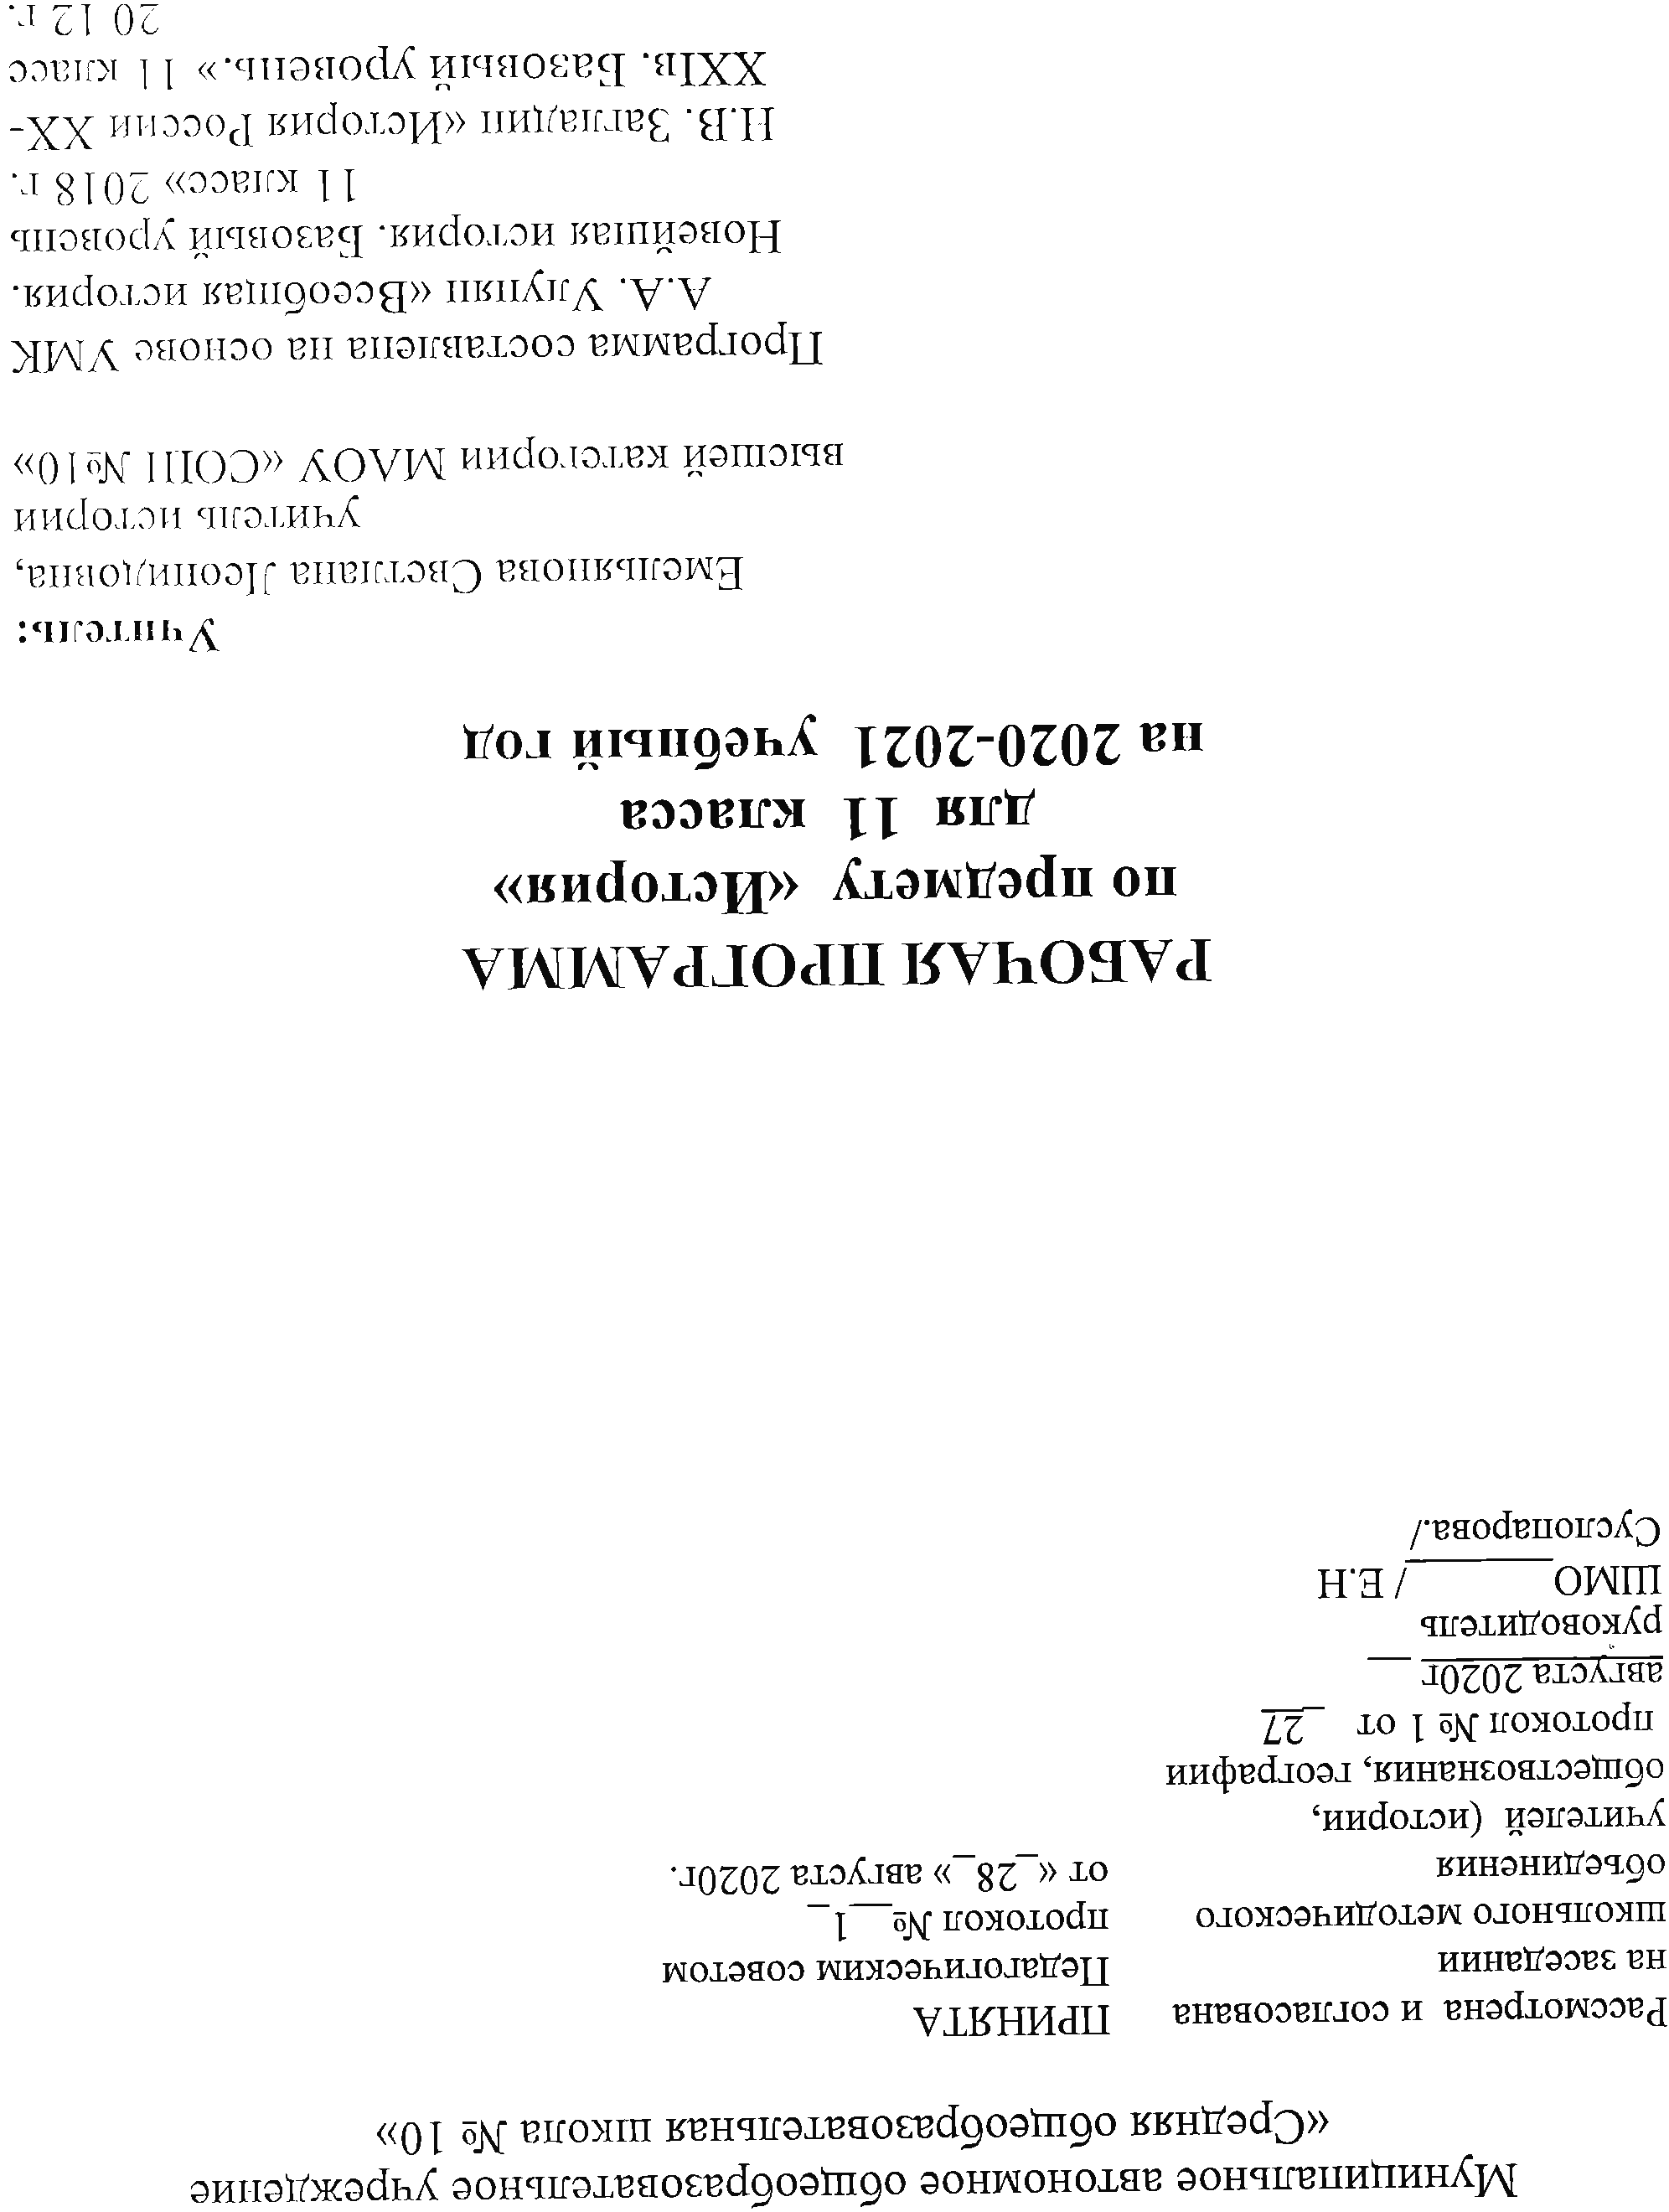 Муниципальное автономное общеобразовательное учреждение
«Средняя общеобразовательная школа № 10»
Рассмотрена и согласована
на заседании
школьного методического
объединения
учителей (истории,
обществознания, географии
протокол № 1 от _27
августа 2020г __
руководитель
ШМО_______/ Е.Н
Суслопарова./
ПРИНЯТА
Педагогическим советом
протокол №__1_
от «_28_» августа 2020г.
РАБОЧАЯ ПРОГРАММА
по предмету «История»
для 11 класса
на 2020-2021 учебный год
Учитель:
Емельянова Светлана Леонидовна,
учитель истории
высшей категории МАОУ «СОШ №10»
Программа составлена на основе УМК
А.А. Улунян «Всеобщая история.
Новейшая история. Базовый уровень
11 класс» 2018 г.
Н.В. Загладин «История России XX-
XXIв. Базовый уровень.» 11 класс
20 12 г.